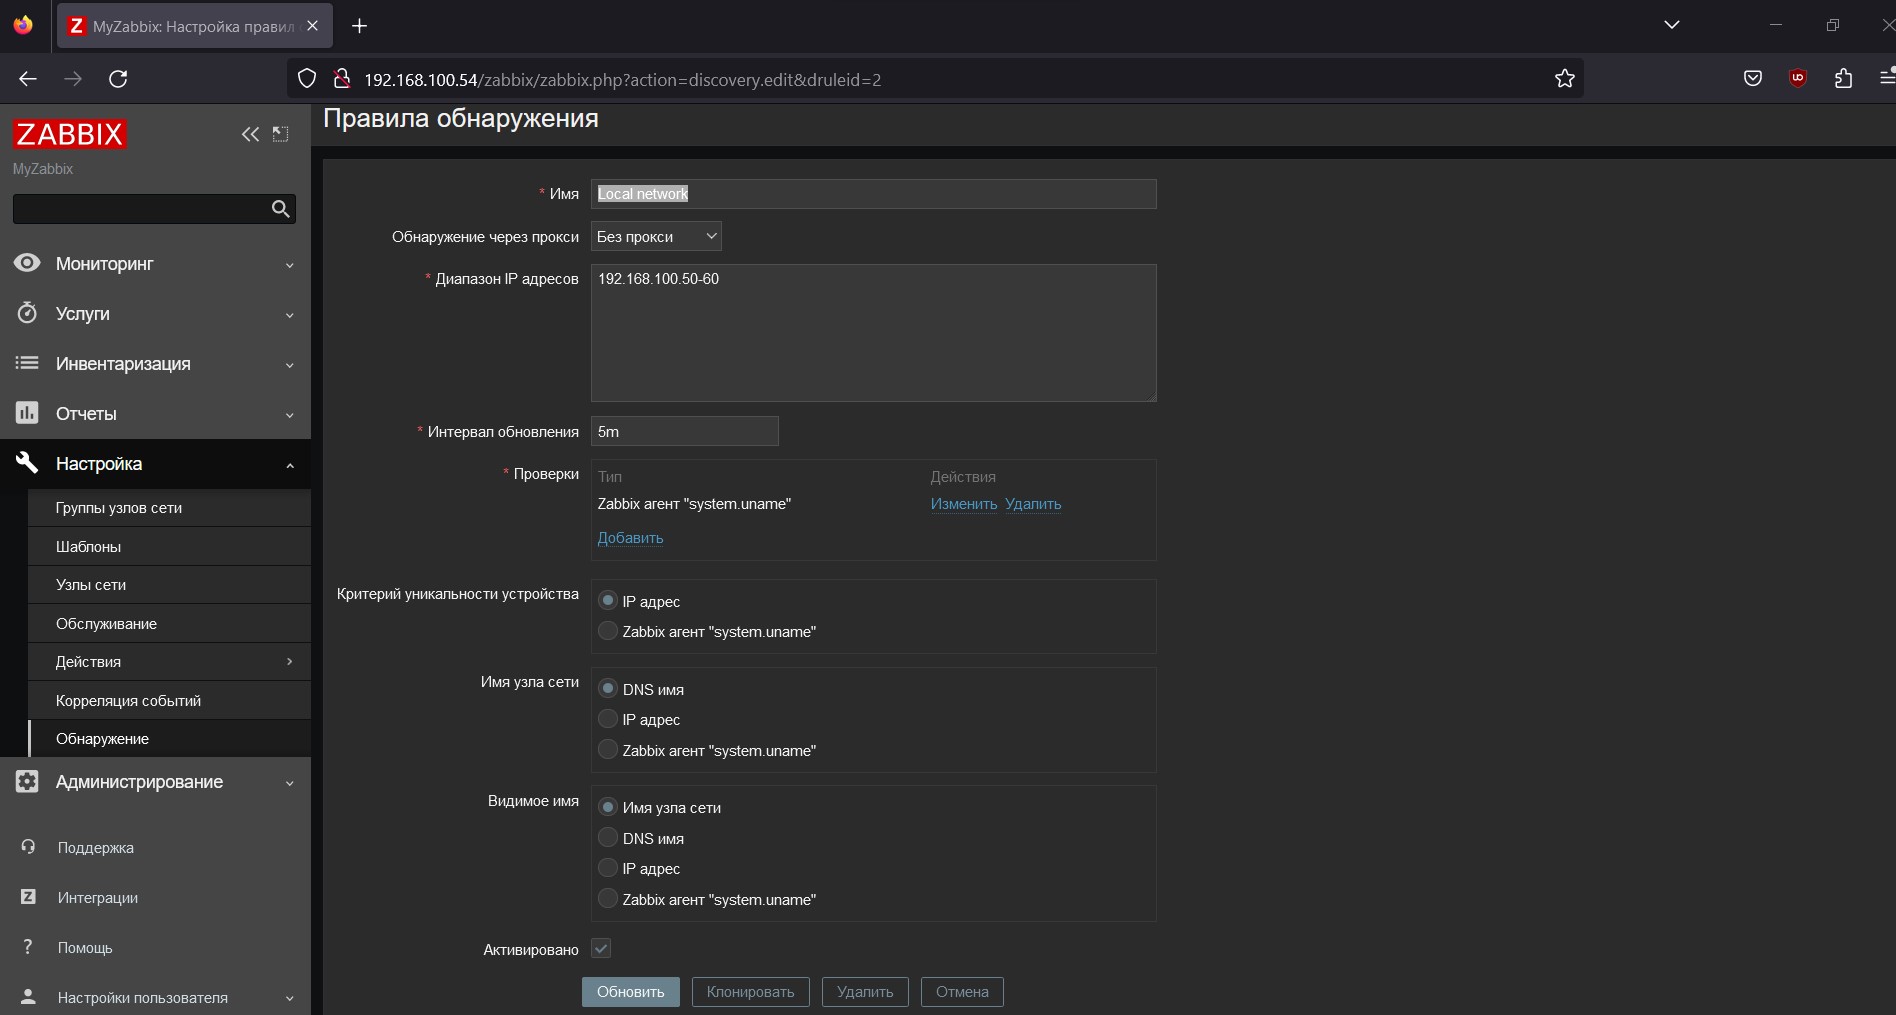 MyZabbix: Настройка правил
192.168.100.54/zabbix/zabbix.php?action=discovery.edit&druleid=2
ZABBIX
MyZabbix
Мониторинг
Услуги
Инвентаризация
Отчеты
Настройка
Группы узлов сети
Шаблоны
Узлы сети
Обслуживание
Действия
Корреляция событий
Обнаружение
Администрирование
Поддержка
Интеграции
Помощь
Настройки пользователя
Правила обнаружения
* Имя Local network
Обнаружение через прокси Без прокси
* Диапазон IP адресов 192.168.100.50-60
* Интервал обновления 5m
* Проверки Тип Действия
Zabbix агент "system.uname" Изменить Удалить
Добавить
Критерий уникальности устройства IP адрес
Zabbix агент "system.uname"
Имя узла сети DNS имя
IP адрес
Zabbix агент "system.uname"
Видимое имя Имя узла сети
DNS имя
IP адрес
Zabbix агент "system.uname"
Активировано
Обновить Клонировать Удалить Отмена